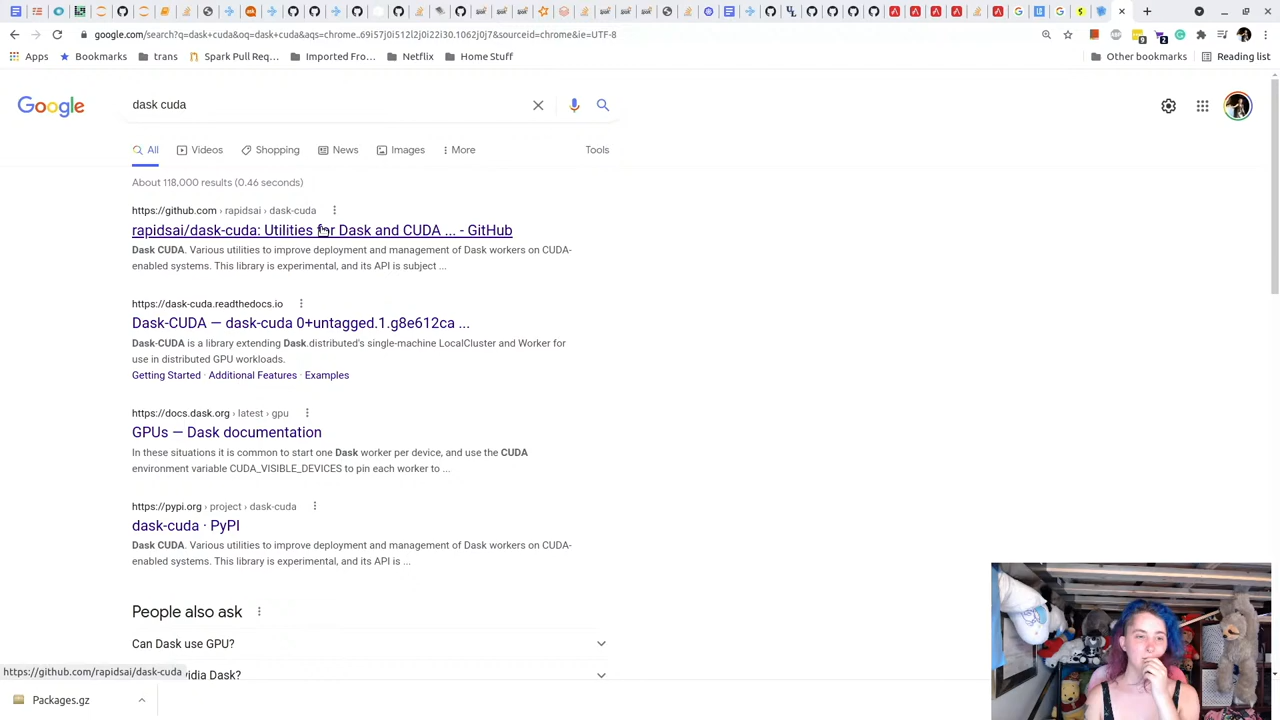 google.com/search?q=dask+cuda&oq=dask+cuda&aqs=chrome..69i57j0i512l2j0i22i30.1062j0j7&sourceid=chrome&ie=UTF-8
Apps
Bookmarks
trans
Spark Pull Req...
Imported Fro...
Netflix
Home Stuff
Other bookmarks
Reading list
Google
dask cuda
All
Videos
Shopping
News
Images
More
Tools
About 118,000 results (0.46 seconds)
https://github.com › rapidsai › dask-cuda
rapidsai/dask-cuda: Utilities for Dask and CUDA ... - GitHub
Dask CUDA. Various utilities to improve deployment and management of Dask workers on CUDA-
enabled systems. This library is experimental, and its API is subject ...
https://dask-cuda.readthedocs.io
Dask-CUDA — dask-cuda 0+untagged.1.g8e612ca ...
Dask-CUDA is a library extending Dask.distributed's single-machine LocalCluster and Worker for
use in distributed GPU workloads.
Getting Started · Additional Features · Examples
https://docs.dask.org › latest › gpu
GPUs — Dask documentation
In these situations it is common to start one Dask worker per device, and use the CUDA
environment variable CUDA_VISIBLE_DEVICES to pin each worker to ...
https://pypi.org › project › dask-cuda
dask-cuda · PyPI
Dask CUDA. Various utilities to improve deployment and management of Dask workers on CUDA-
enabled systems. This library is experimental, and its API is ...
People also ask
Can Dask use GPU?
https://github.com/rapidsai/dask-cuda
vidia Dask?
Packages.gz